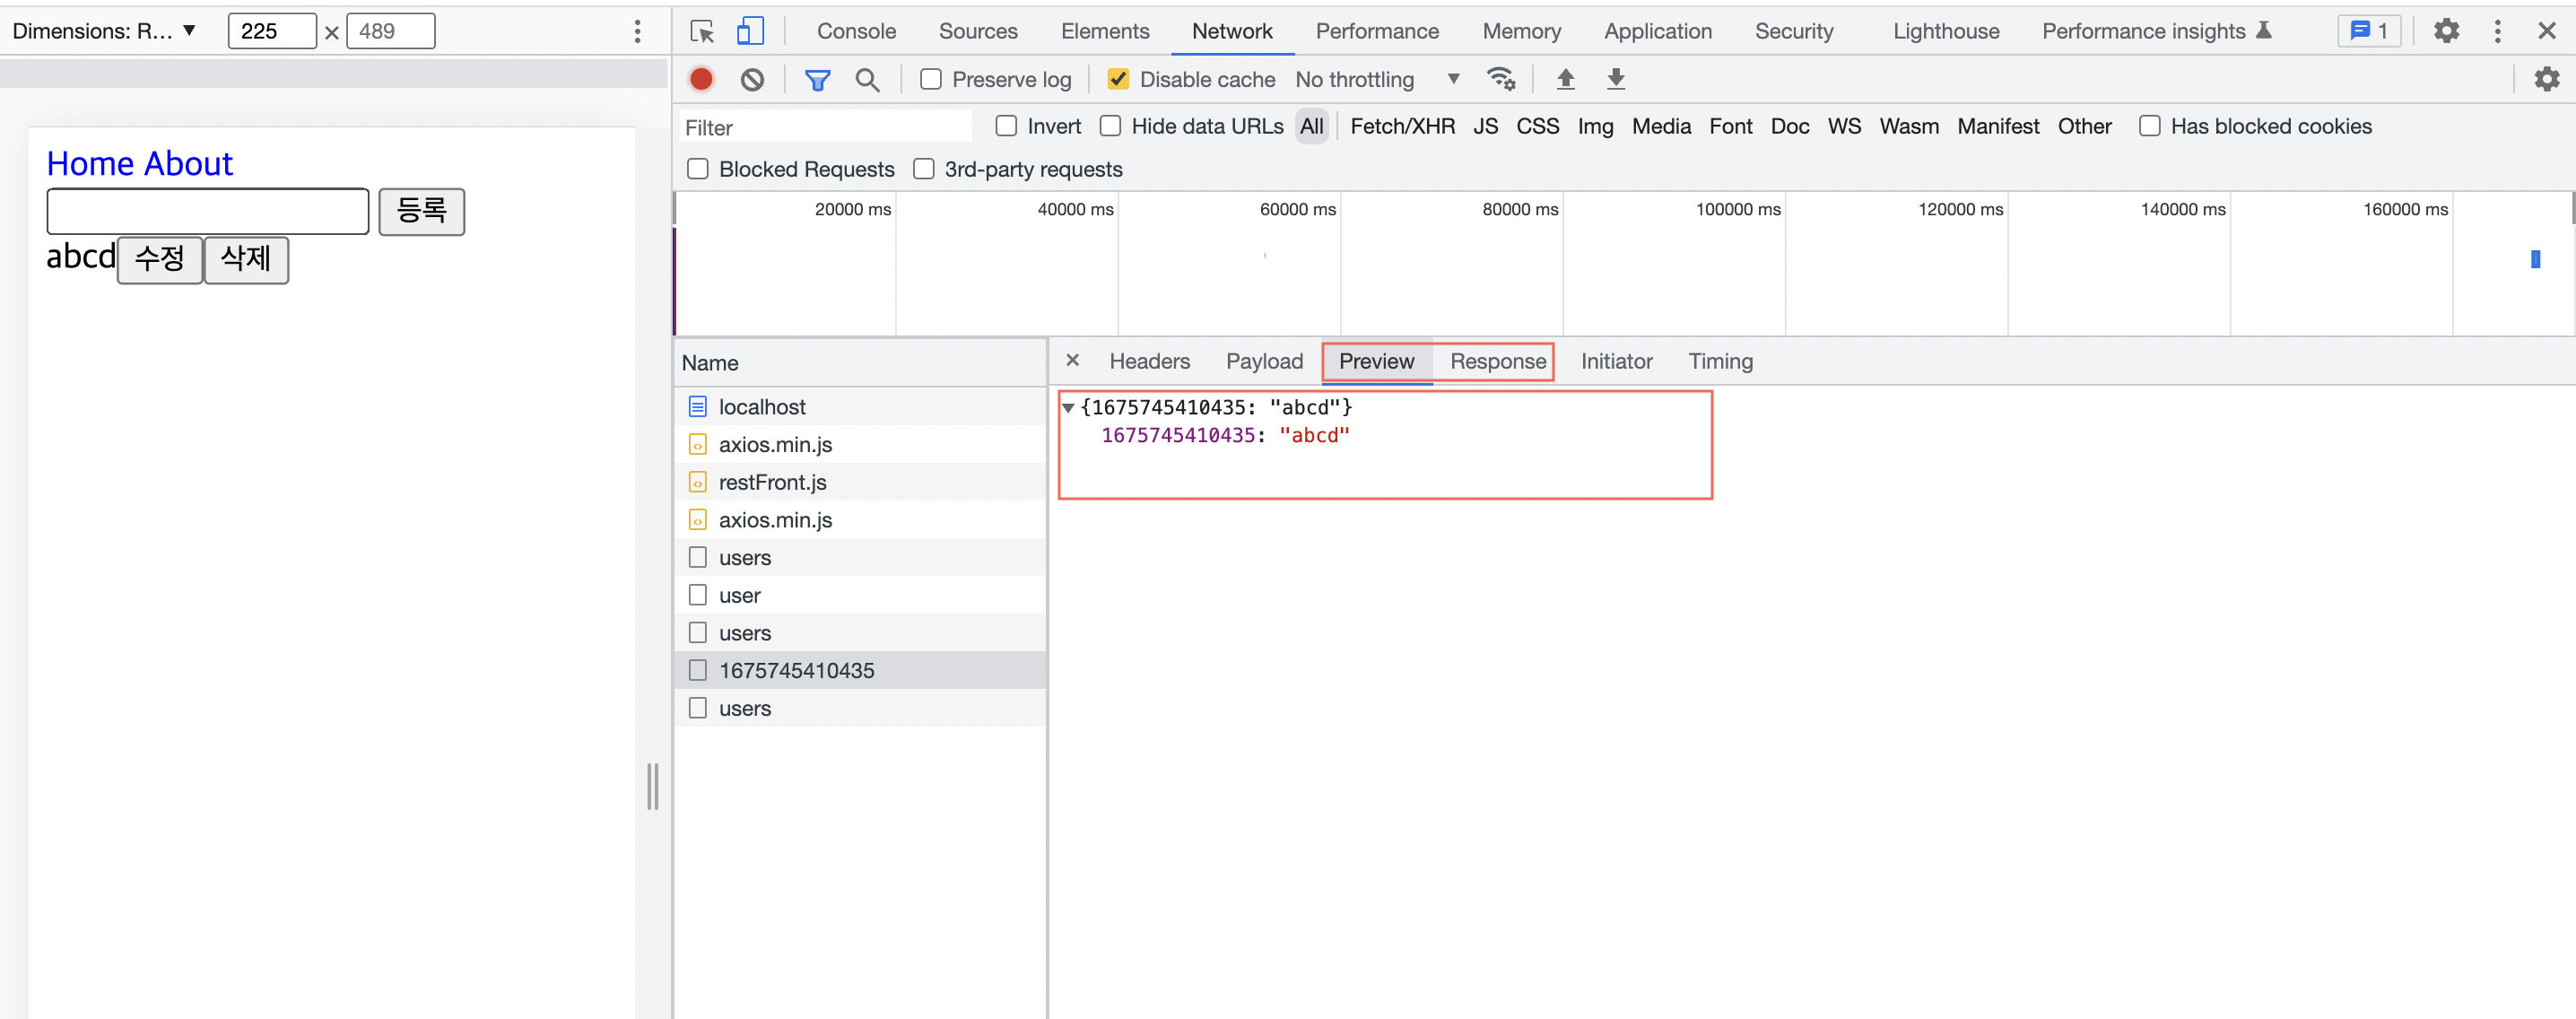 Dimensions: R... ▼ 225 × 489
Console Sources Elements Network Performance Memory Application Security Lighthouse Performance insights 1
Preserve log Disable cache No throttling ▼
Filter Invert Hide data URLs All Fetch/XHR JS CSS Img Media Font Doc WS Wasm Manifest Other Has blocked cookies
Blocked Requests 3rd-party requests
Home About
등록
abcd 수정 삭제
20000 ms 40000 ms 60000 ms 80000 ms 100000 ms 120000 ms 140000 ms 160000 ms
Name
localhost
axios.min.js
restFront.js
axios.min.js
users
user
users
1675745410435
users
× Headers Payload Preview Response Initiator Timing
▼{1675745410435: "abcd"}
1675745410435: "abcd"